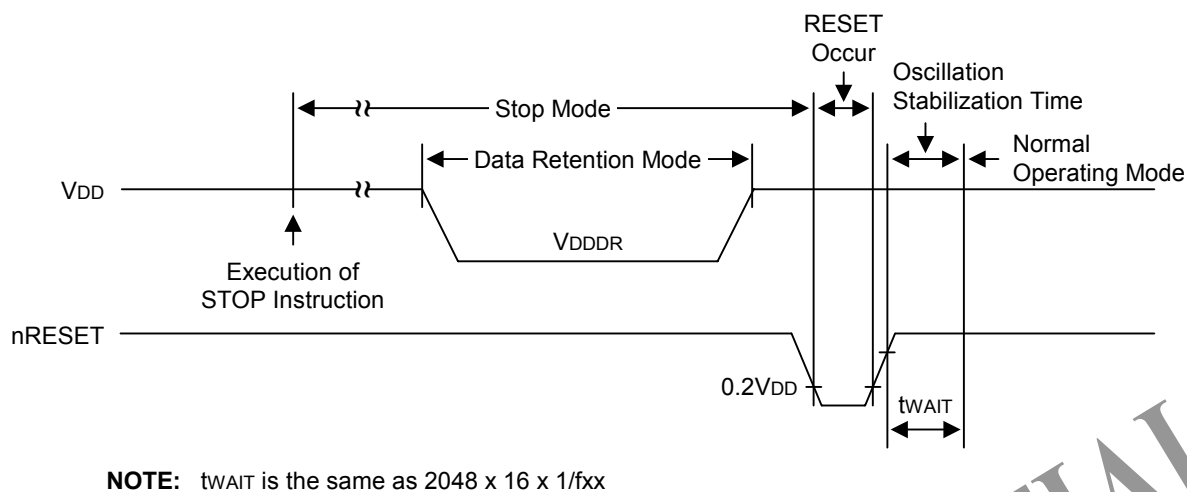 RESET
Occur
Oscillation
Stabilization Time
Stop Mode
Normal
Operating Mode
Data Retention Mode
VDD
VDDDR
Execution of
STOP Instruction
nRESET
0.2VDD
tWAIT
NOTE: tWAIT is the same as 2048 x 16 x 1/fxx